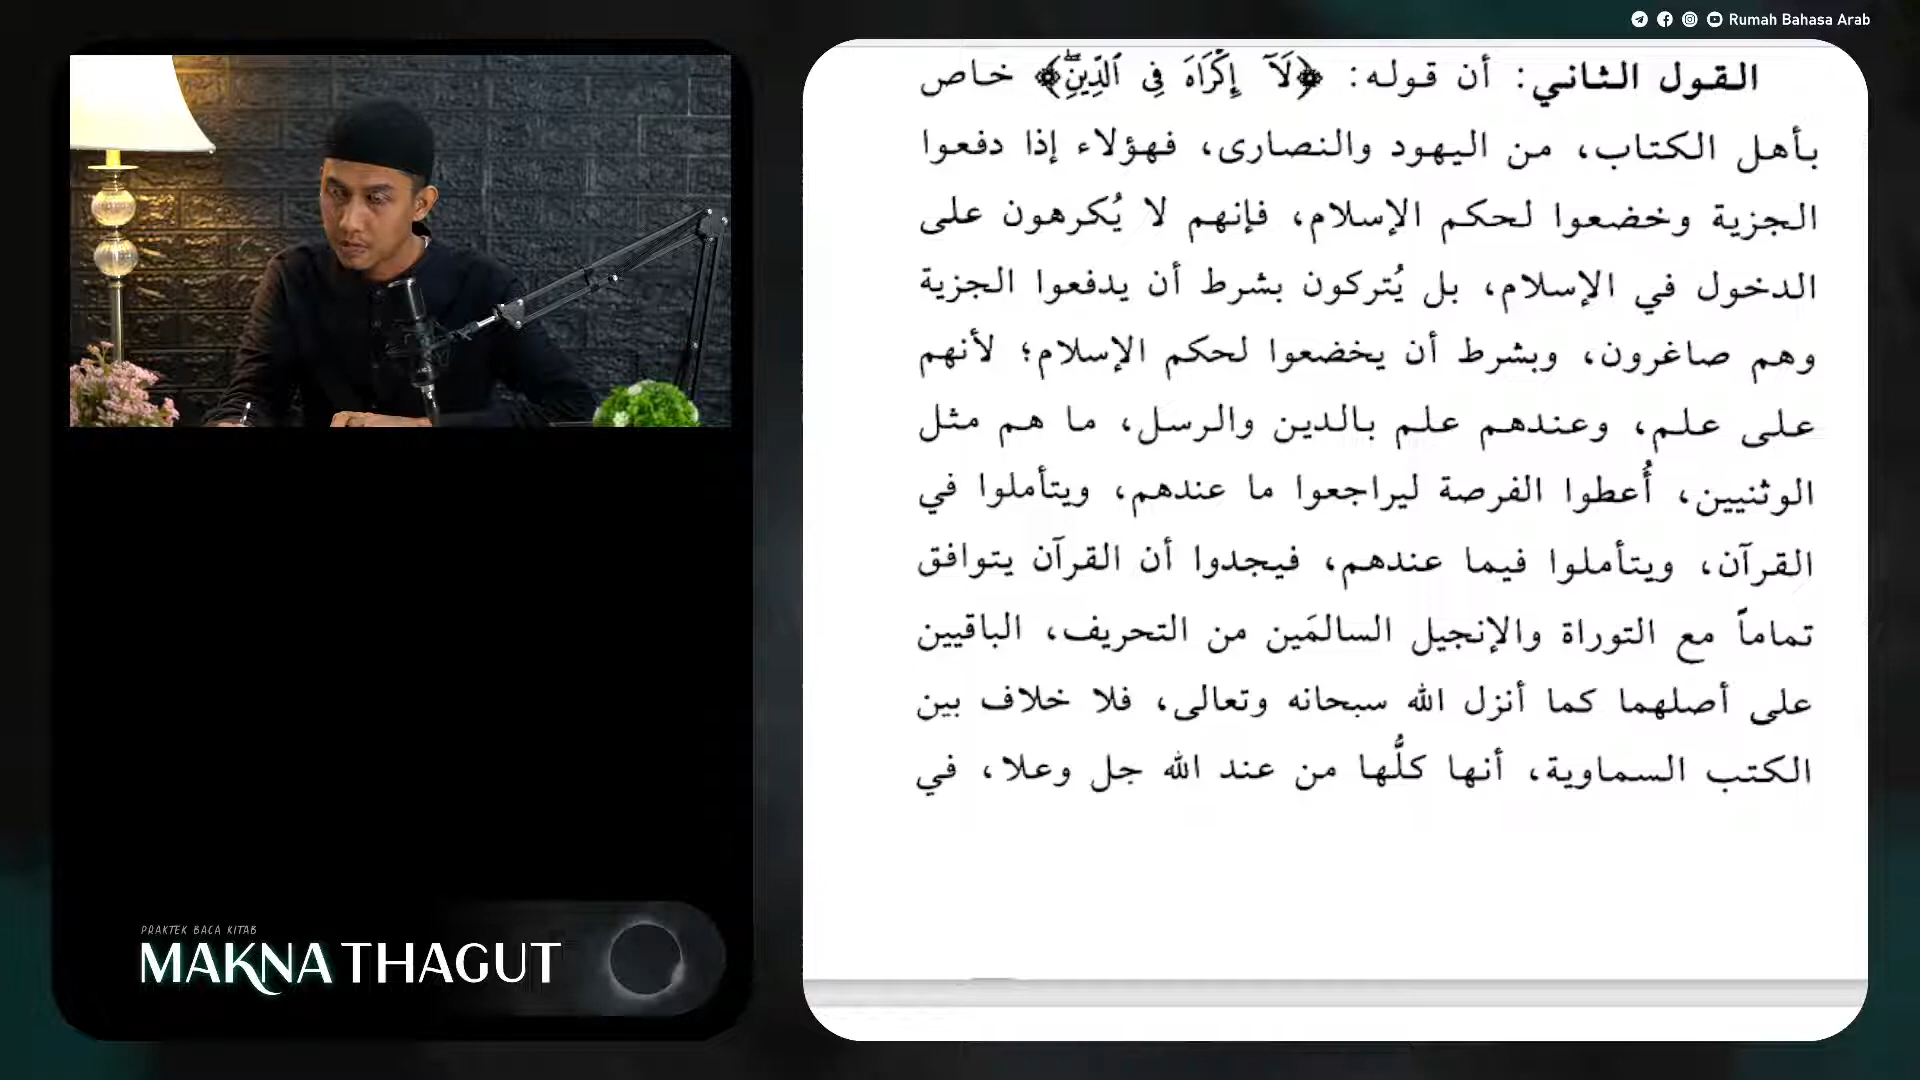 Rumah Bahasa Arab
القول الثاني: أن قوله: ﴿لَآ إِكْرَاهَ فِى ٱلدِّينِۖ﴾ خاص
بأهل الكتاب، من اليهود والنصارى، فهؤلاء إذا دفعوا
الجزية وخضعوا لحكم الإسلام، فإنهم لا يُكرهون على
الدخول في الإسلام، بل يُتركون بشرط أن يدفعوا الجزية
وهم صاغرون، وبشرط أن يخضعوا لحكم الإسلام؛ لأنهم
على علم، وعندهم علم بالدين والرسل، ما هم مثل
الوثنيين، أُعطوا الفرصة ليراجعوا ما عندهم، ويتأملوا في
القرآن، ويتأملوا فيما عندهم، فيجدوا أن القرآن يتوافق
تماماً مع التوراة والإنجيل السالمَين من التحريف، الباقيين
على أصلهما كما أنزل الله سبحانه وتعالى، فلا خلاف بين
الكتب السماوية، أنها كلُّها من عند الله جل وعلا، في
PRAKTEK BACA KITAB
MAKNA THAGUT